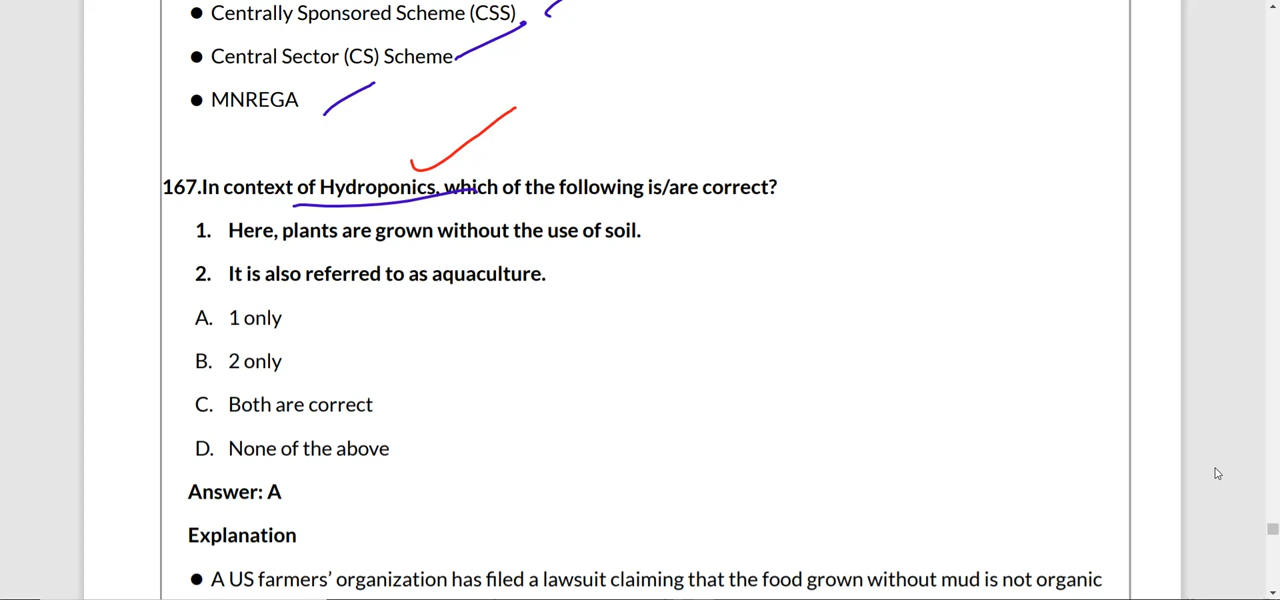 ● Centrally Sponsored Scheme (CSS)
● Central Sector (CS) Scheme
● MNREGA
167.In context of Hydroponics, which of the following is/are correct?
1. Here, plants are grown without the use of soil.
2. It is also referred to as aquaculture.
A. 1 only
B. 2 only
C. Both are correct
D. None of the above
Answer: A
Explanation
● A US farmers’ organization has filed a lawsuit claiming that the food grown without mud is not organic